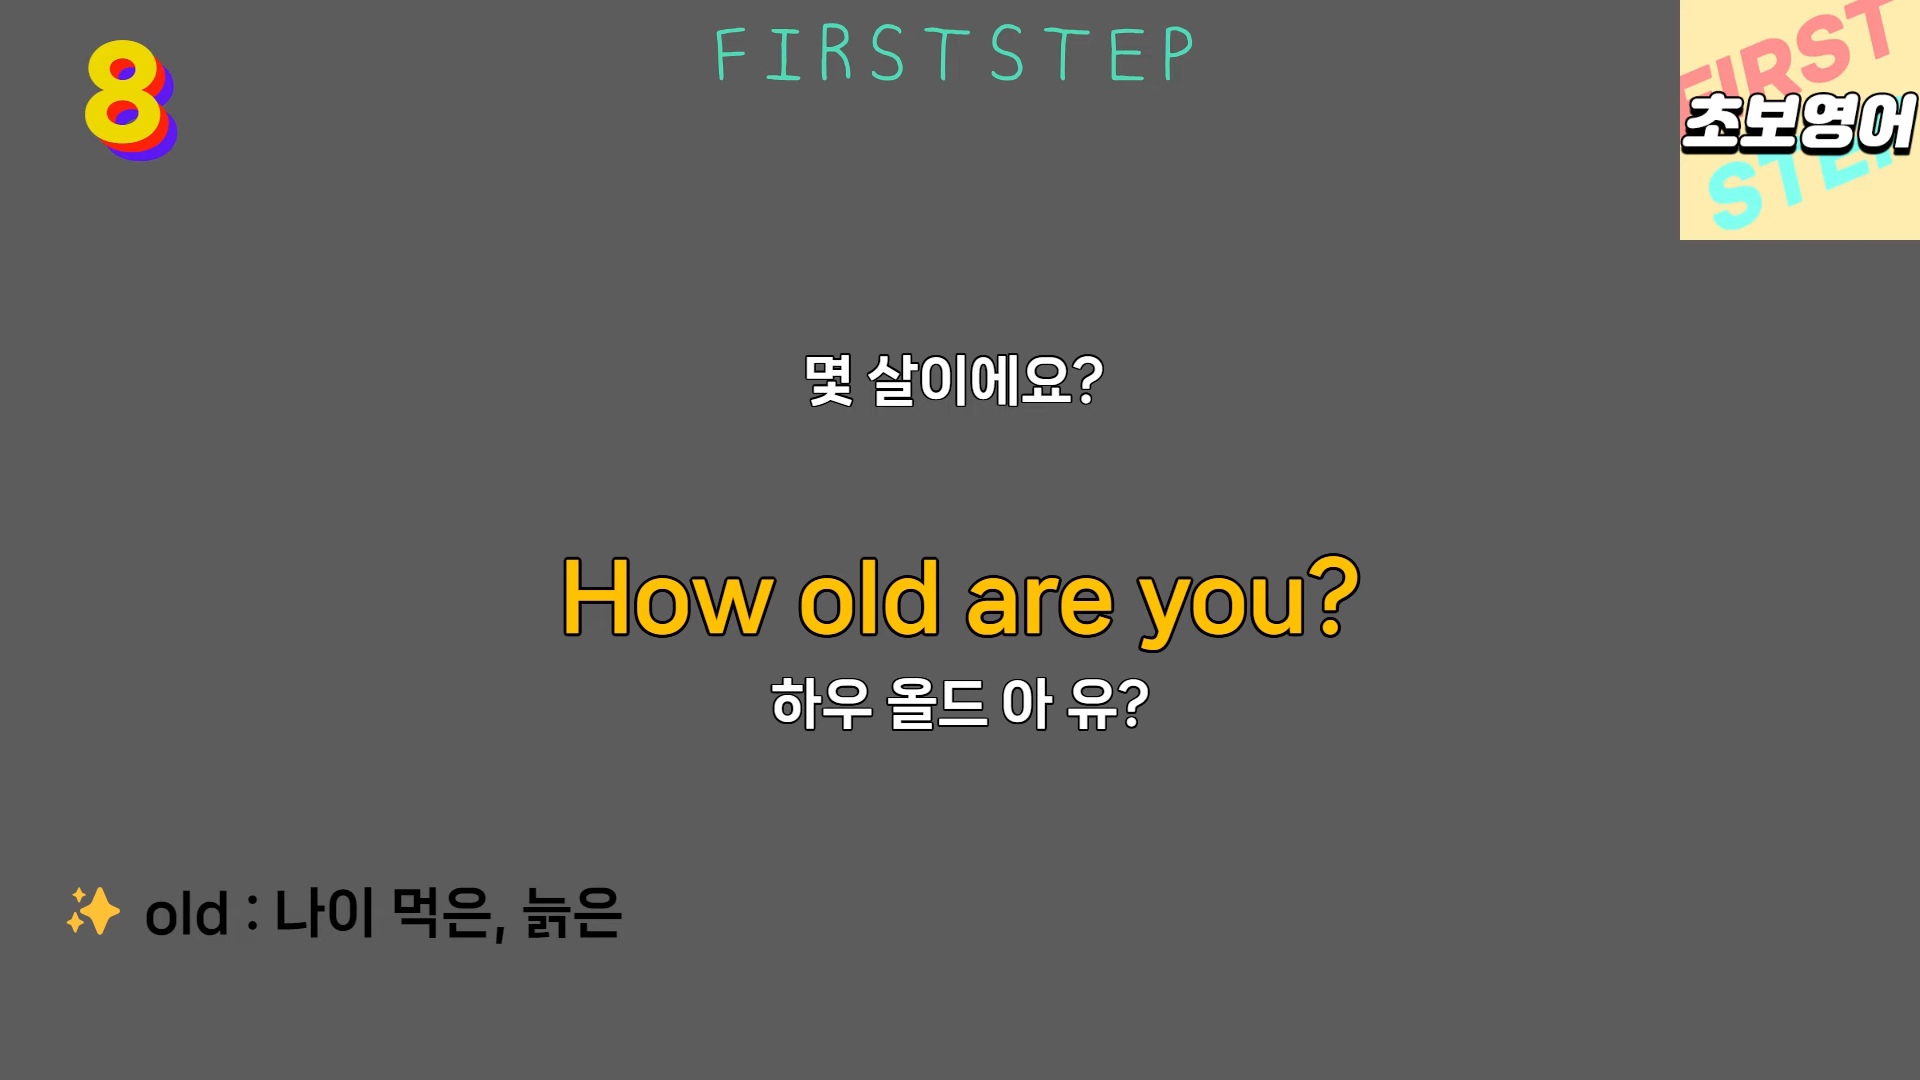 8
FIRSTSTEP
FIRST
초보영어
STEP
몇 살이에요?
How old are you?
하우 올드 아 유?
old : 나이 먹은, 늙은